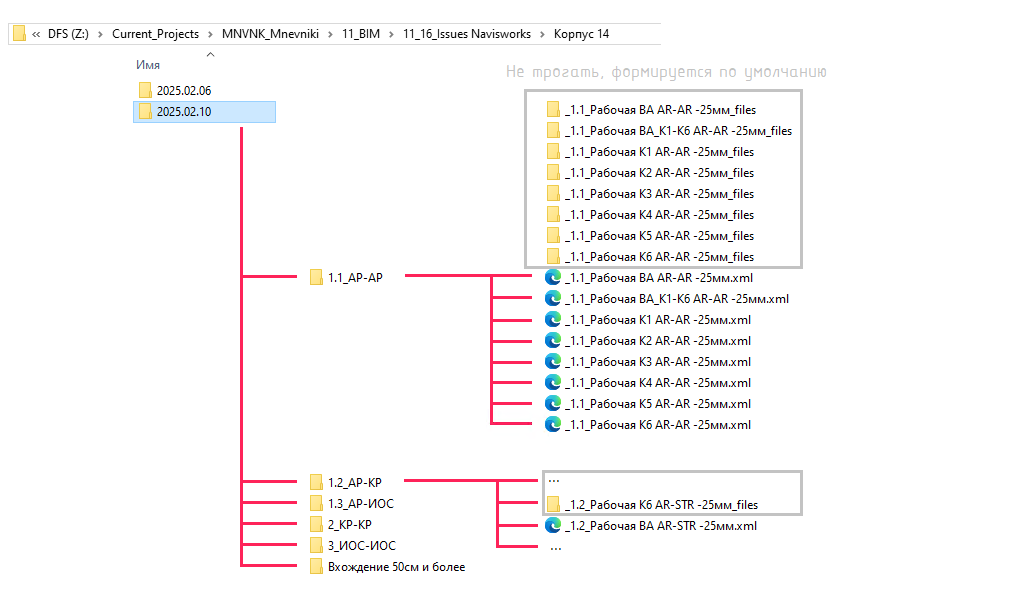 « DFS (Z:) › Current_Projects › MNVNK_Mnevniki › 11_BIM › 11_16_Issues Navisworks › Корпус 14
Имя
Не трогать, формируется по умолчанию
2025.02.06
2025.02.10
_1.1_Рабочая ВА AR-AR -25мм_files
_1.1_Рабочая ВА_К1-К6 AR-AR -25мм_files
_1.1_Рабочая К1 AR-AR -25мм_files
_1.1_Рабочая К2 AR-AR -25мм_files
_1.1_Рабочая К3 AR-AR -25мм_files
_1.1_Рабочая К4 AR-AR -25мм_files
_1.1_Рабочая К5 AR-AR -25мм_files
_1.1_Рабочая К6 AR-AR -25мм_files
1.1_АР-АР
_1.1_Рабочая ВА AR-AR -25мм.xml
_1.1_Рабочая ВА_К1-К6 AR-AR -25мм.xml
_1.1_Рабочая К1 AR-AR -25мм.xml
_1.1_Рабочая К2 AR-AR -25мм.xml
_1.1_Рабочая К3 AR-AR -25мм.xml
_1.1_Рабочая К4 AR-AR -25мм.xml
_1.1_Рабочая К5 AR-AR -25мм.xml
_1.1_Рабочая К6 AR-AR -25мм.xml
1.2_АР-КР
...
1.3_АР-ИОС
_1.2_Рабочая К6 AR-STR -25мм_files
2_КР-КР
_1.2_Рабочая ВА AR-STR -25мм.xml
3_ИОС-ИОС
...
Вхождение 50см и более